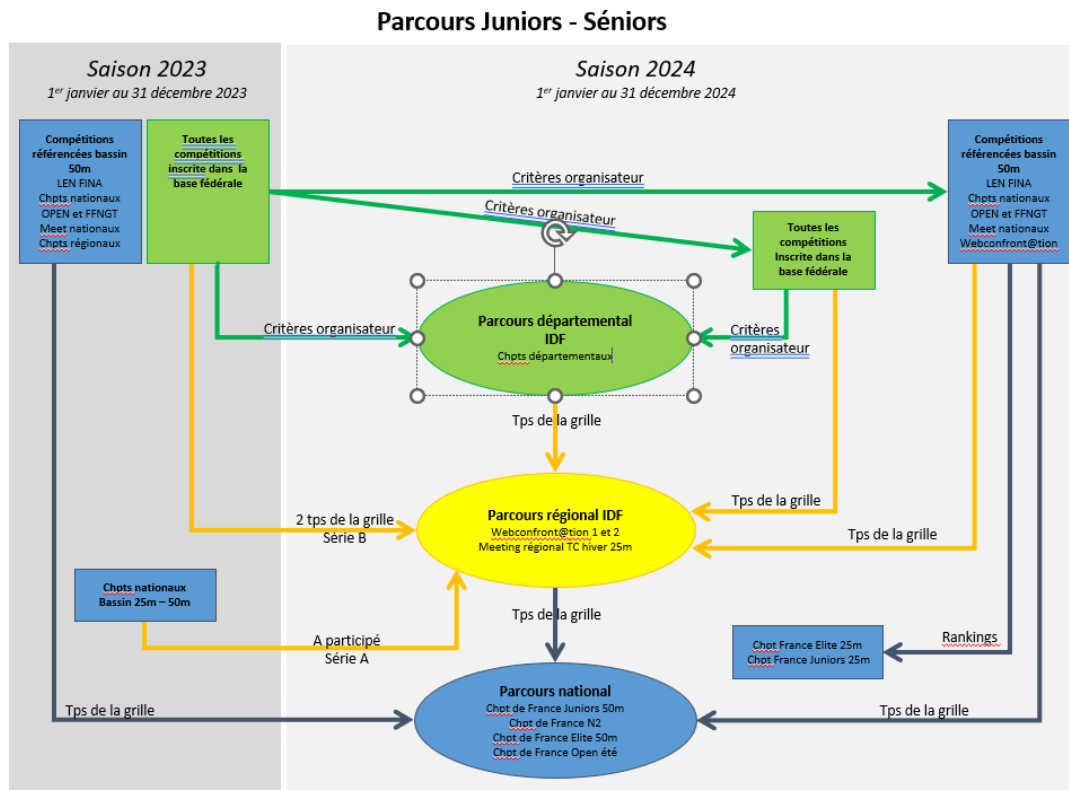 Parcours Juniors - Séniors
Saison 2023
1er janvier au 31 décembre 2023
Saison 2024
1er janvier au 31 décembre 2024
Compétitions
référencées bassin
50m
LEN FINA
Chpts nationaux
OPEN et FFNGT
Meet nationaux
Chpts régionaux
Toutes les
compétitions
inscrite dans la
base fédérale
Compétitions
référencées bassin
50m
LEN FINA
Chpts nationaux
OPEN et FFNGT
Meet nationaux
Webconfront@tion
Critères organisateur
Critères organisateur
Toutes les
compétitions
Inscrite dans la
base fédérale
Critères organisateur
Parcours départemental
IDF
Chpts départementaux
Critères
organisateur
Tps de la grille
2 tps de la grille
Série B
Parcours régional IDF
Webconfront@tion 1 et 2
Meeting régional TC hiver 25m
Tps de la grille
Tps de la grille
Chpts nationaux
Bassin 25m – 50m
A participé
Série A
Tps de la grille
Chpt France Elite 25m
Chpt France Juniors 25m
Rankings
Tps de la grille
Parcours national
Chpt de France Juniors 50m
Chpt de France N2
Chpt de France Elite 50m
Chpt de France Open été
Tps de la grille